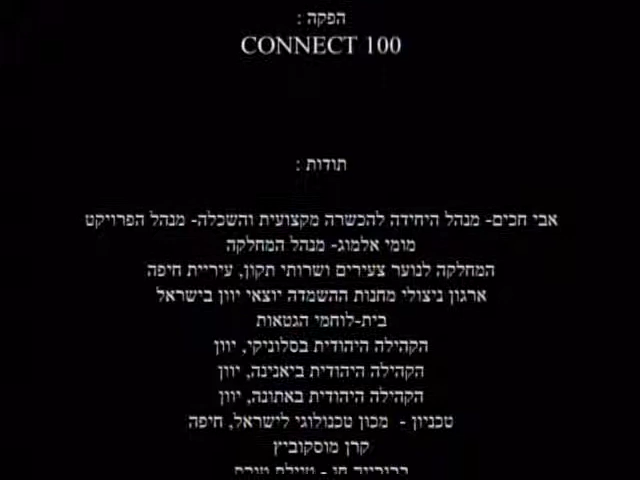 הפקה :
CONNECT 100
תודות :
אבי חכים- מנהל היחידה להכשרה מקצועית והשכלה- מנהל הפרויקט
מומי אלמוג- מנהל המחלקה
המחלקה לנוער צעירים ושרותי תקון, עיריית חיפה
ארגון ניצולי מחנות ההשמדה יוצאי יוון בישראל
בית-לוחמי הגטאות
הקהילה היהודית בסלוניקי, יוון
הקהילה היהודית ביאנינה, יוון
הקהילה היהודית באתונה, יוון
טכניון - מכון טכנולוגי לישראל, חיפה
קרן מוסקוביץ